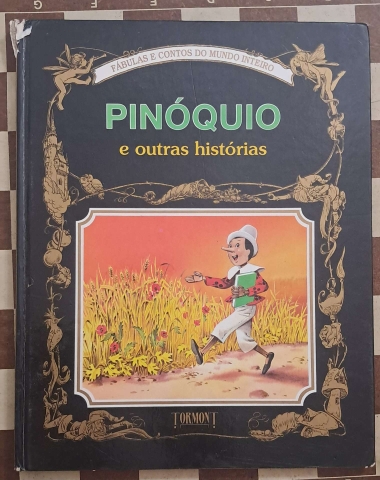 FÁBULAS E CONTOS DO MUNDO INTEIRO
PINÓQUIO
e outras histórias
TORMONT